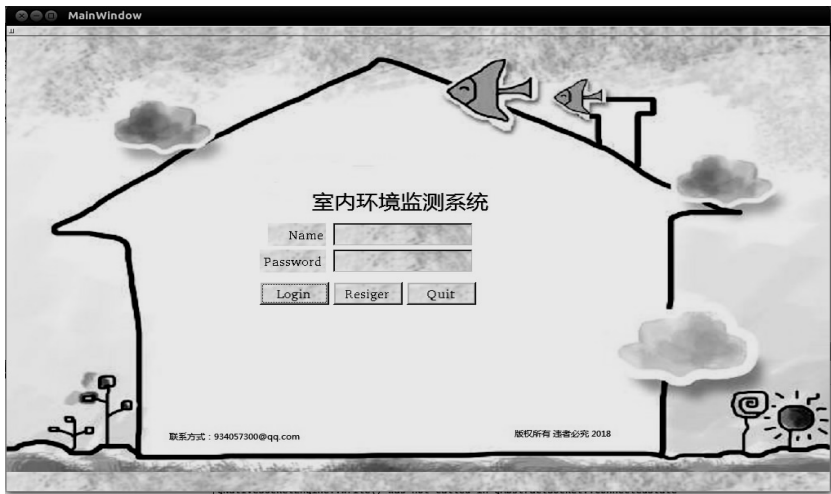 MainWindow
室内环境监测系统
Name
Password
Login Resiger Quit
联系方式：934057300@qq.com
版权所有 违者必究 2018